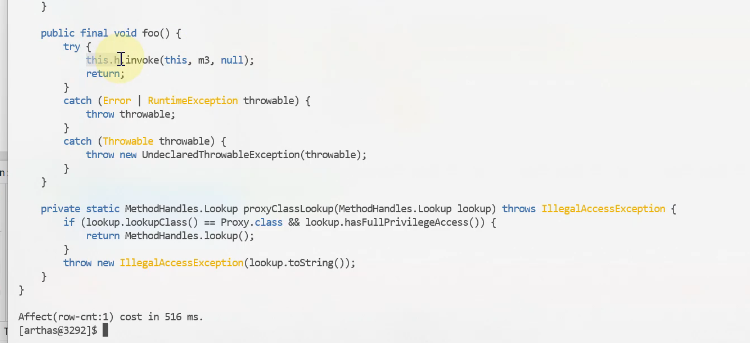 }
public final void foo() {
try {
this.h.invoke(this, m3, null);
return;
}
catch (Error | RuntimeException throwable) {
throw throwable;
}
catch (Throwable throwable) {
throw new UndeclaredThrowableException(throwable);
}
}
private static MethodHandles.Lookup proxyClassLookup(MethodHandles.Lookup lookup) throws IllegalAccessException {
if (lookup.lookupClass() == Proxy.class && lookup.hasFullPrivilegeAccess()) {
return MethodHandles.lookup();
}
throw new IllegalAccessException(lookup.toString());
}
}
Affect(row-cnt:1) cost in 516 ms.
[arthas@3292]$